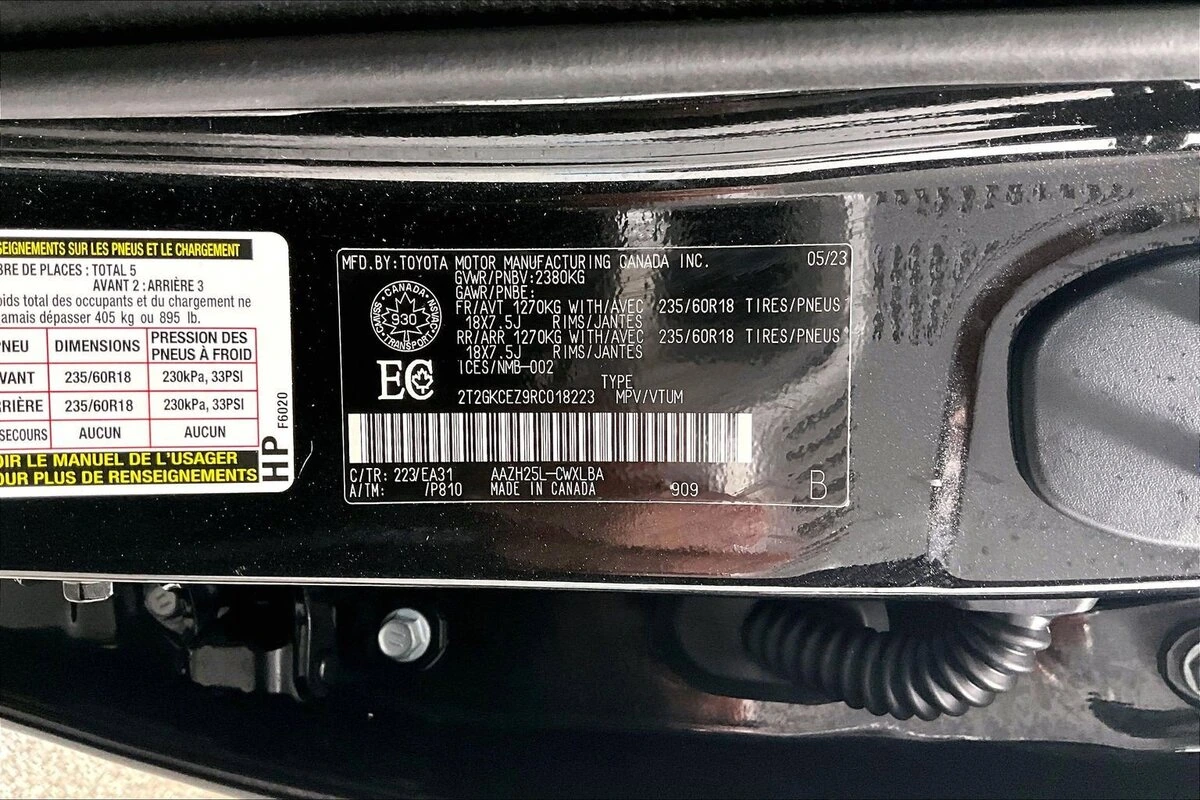 SEIGNEMENTS SUR LES PNEUS ET LE CHARGEMENT
BRE DE PLACES : TOTAL 5
AVANT 2 : ARRIÈRE 3
oids total des occupants et du chargement ne
amais dépasser 405 kg ou 895 lb.
PNEU DIMENSIONS PRESSION DES PNEUS À FROID
VANT 235/60R18 230kPa, 33PSI
RRIÈRE 235/60R18 230kPa, 33PSI
SECOURS AUCUN AUCUN
OIR LE MANUEL DE L'USAGER
OUR PLUS DE RENSEIGNEMENTS
HP F6020
MFD.BY:TOYOTA MOTOR MANUFACTURING CANADA INC. 05/23
GVWR/PNBV:2380KG
GAWR/PNBE:
FR/AVT 1270KG WITH/AVEC 235/60R18 TIRES/PNEUS
18X7.5J RIMS/JANTES
RR/ARR 1270KG WITH/AVEC 235/60R18 TIRES/PNEUS
18X7.5J RIMS/JANTES
ICES/NMB-002
CANADA
930
TRANSPORT
EC
TYPE
2T2GKCEZ9RC018223 MPV/VTUM
C/TR: 223/EA31 AAZH25L-CWXLBA
A/TM: /P810 MADE IN CANADA 909 B